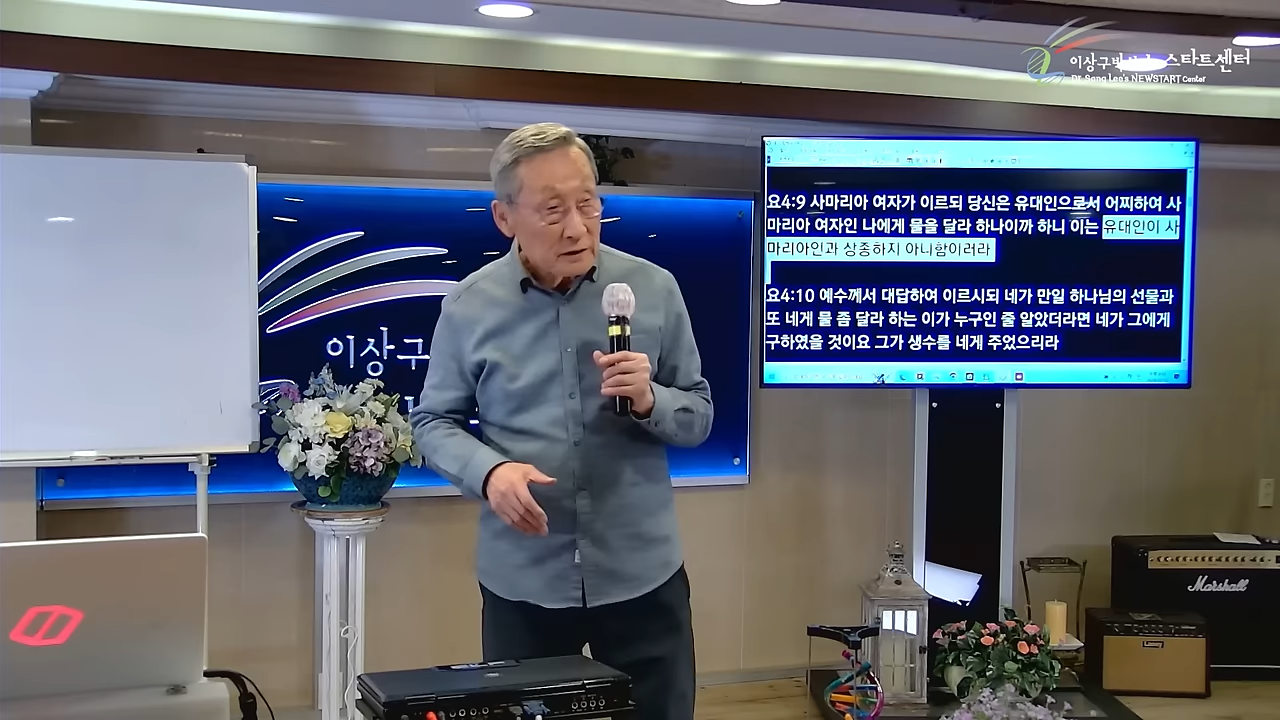 이상구박 스타트센터
Dr. Sang Lee's NEWSTART Center
요4:9 사마리아 여자가 이르되 당신은 유대인으로서 어찌하여 사
마리아 여자인 나에게 물을 달라 하나이까 하니 이는 유대인이 사
마리아인과 상종하지 아니함이러라
요4:10 예수께서 대답하여 이르시되 네가 만일 하나님의 선물과
또 네게 물 좀 달라 하는 이가 누구인 줄 알았더라면 네가 그에게
구하였을 것이요 그가 생수를 네게 주었으리라
이상구
Marshall
Laney